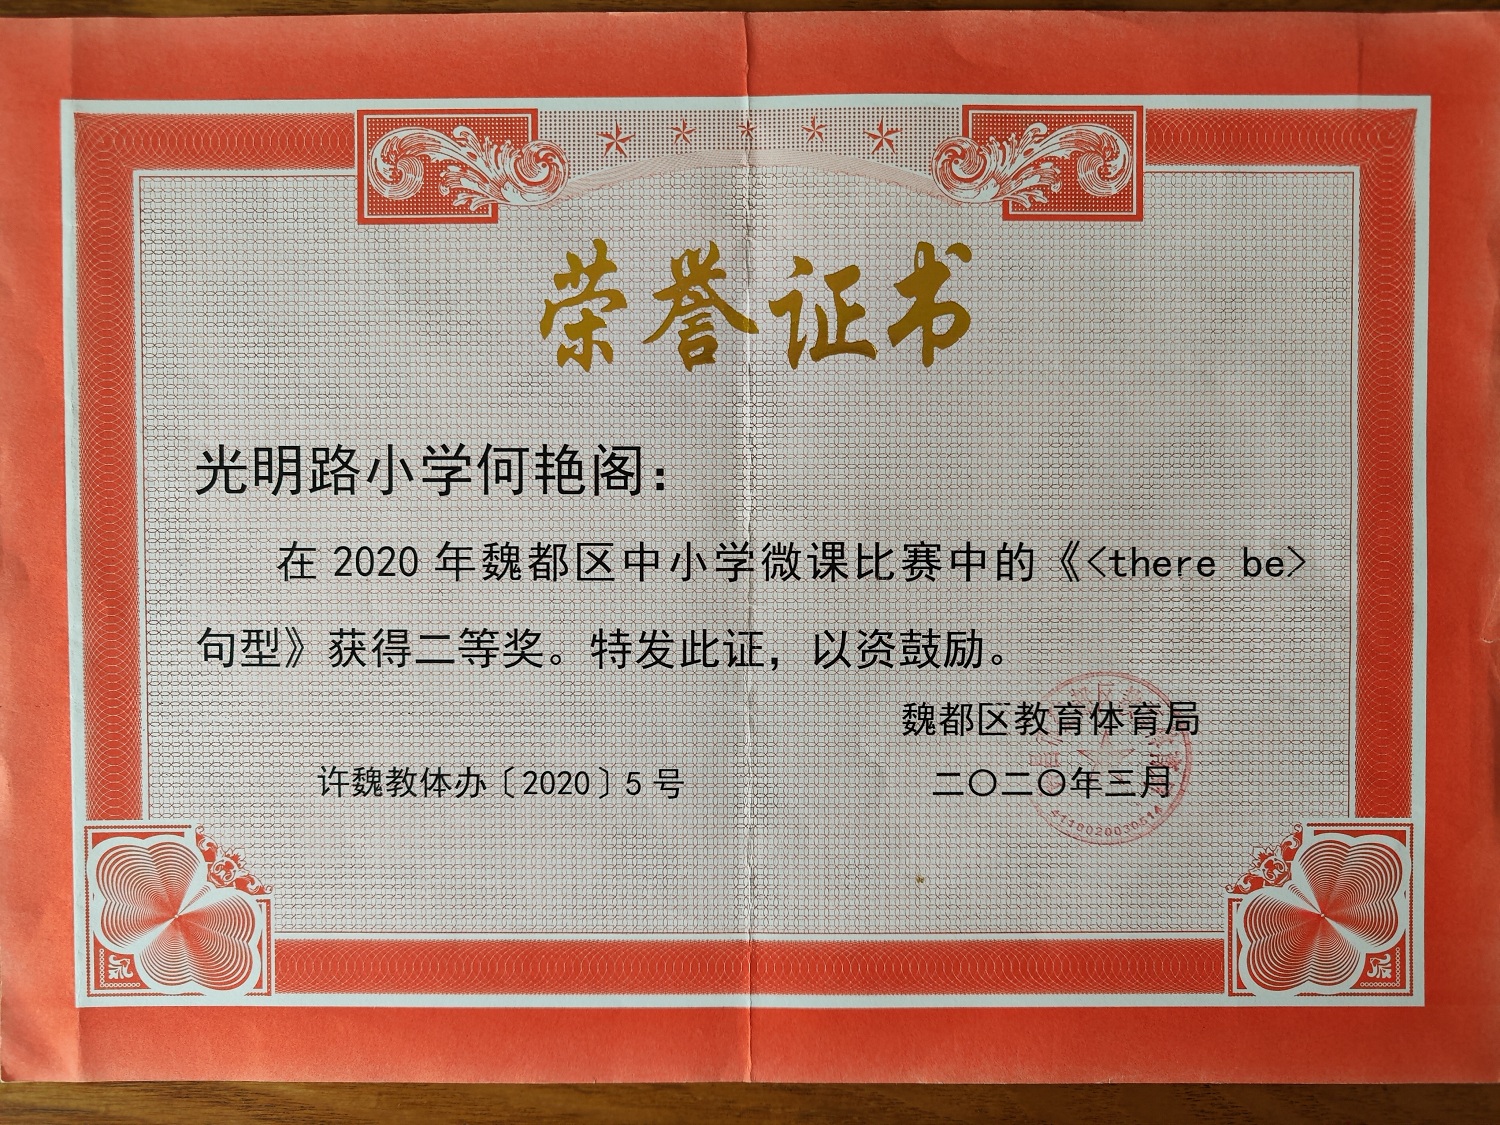 荣誉证书
光明路小学何艳阁：
在2020年魏都区中小学微课比赛中的《<there be>
句型》获得二等奖。特发此证，以资鼓励。
魏都区教育体育局
许魏教体办〔2020〕5号
二〇二〇年三月